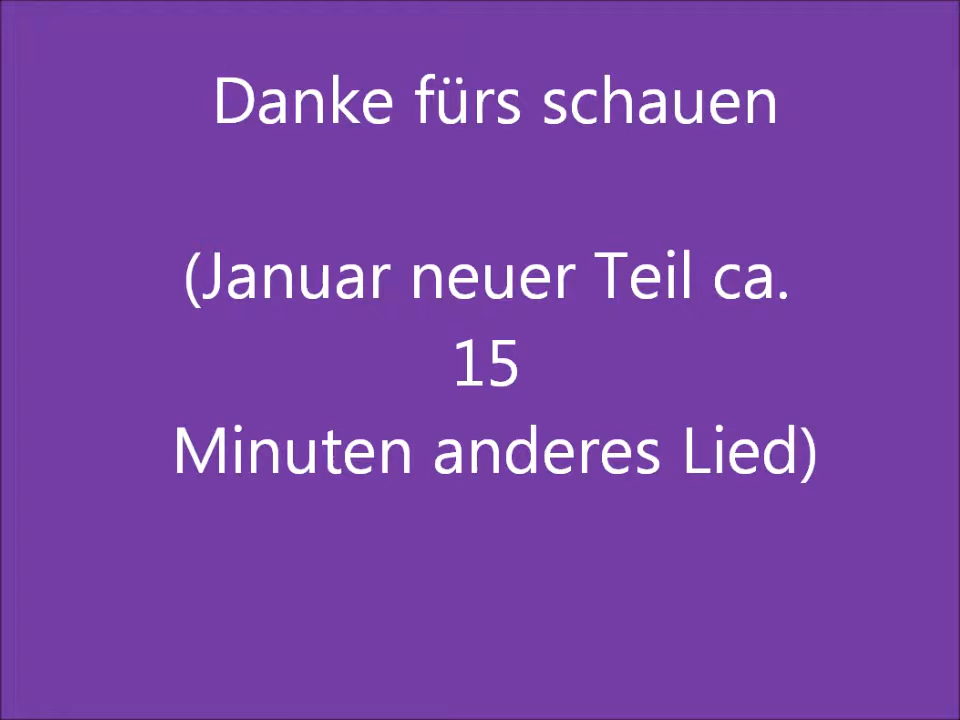 Danke fürs schauen
(Januar neuer Teil ca.
15
Minuten anderes Lied)